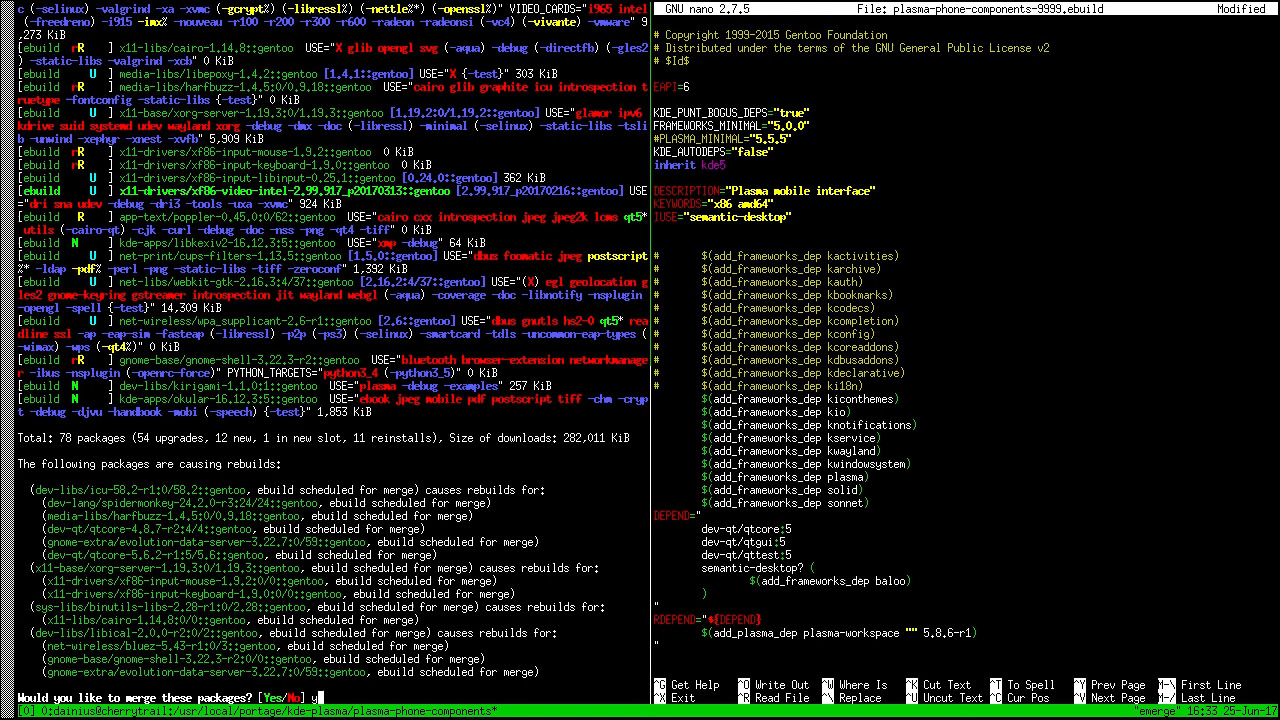 c (-selinux) -valgrind -xa -xvmc (-gcrypt%) (-libressl%) (-nettle%*) (-openssl%)" VIDEO_CARDS="i965 intel
(-freedreno) -i915 -imx% -nouveau -r100 -r200 -r300 -r600 -radeon -radeonsi (-vc4) (-vivante) -vmware" 9
,273 KiB
[ebuild  rR    ] x11-libs/cairo-1.14.8::gentoo  USE="X glib opengl svg (-aqua) -debug (-directfb) (-gles2
) -static-libs -valgrind -xcb" 0 KiB
[ebuild     U  ] media-libs/libepoxy-1.4.2::gentoo [1.4.1::gentoo] USE="X {-test}" 303 KiB
[ebuild  rR    ] media-libs/harfbuzz-1.4.5:0/0.9.18::gentoo  USE="cairo glib graphite icu introspection t
ruetype -fontconfig -static-libs {-test}" 0 KiB
[ebuild     U  ] x11-base/xorg-server-1.19.3:0/1.19.3::gentoo [1.19.2:0/1.19.2::gentoo] USE="glamor ipv6
kdrive suid systemd udev wayland xorg -debug -dmx -doc (-libressl) -minimal (-selinux) -static-libs -tsli
b -unwind -xephyr -xnest -xvfb" 5,909 KiB
[ebuild  rR    ] x11-drivers/xf86-input-mouse-1.9.2::gentoo  0 KiB
[ebuild  rR    ] x11-drivers/xf86-input-keyboard-1.9.0::gentoo  0 KiB
[ebuild     U  ] x11-drivers/xf86-input-libinput-0.25.1::gentoo [0.24.0::gentoo] 362 KiB
[ebuild     U  ] x11-drivers/xf86-video-intel-2.99.917_p20170313::gentoo [2.99.917_p20170216::gentoo] USE
="dri sna udev -debug -dri3 -tools -uxa -xvmc" 924 KiB
[ebuild   R    ] app-text/poppler-0.45.0:0/62::gentoo  USE="cairo cxx introspection jpeg jpeg2k lcms qt5*
utils (-cairo-qt) -cjk -curl -debug -doc -nss -png -qt4 -tiff" 0 KiB
[ebuild  N     ] kde-apps/libkexiv2-16.12.3:5::gentoo  USE="xmp -debug" 64 KiB
[ebuild     U  ] net-print/cups-filters-1.13.5::gentoo [1.5.0::gentoo] USE="dbus foomatic jpeg postscript
%* -ldap -pdf% -perl -png -static-libs -tiff -zeroconf" 1,392 KiB
[ebuild     U  ] net-libs/webkit-gtk-2.16.3:4/37::gentoo [2.16.2:4/37::gentoo] USE="(X) egl geolocation g
les2 gnome-keyring gstreamer introspection jit wayland webgl (-aqua) -coverage -doc -libnotify -nsplugin
-opengl -spell {-test}" 14,309 KiB
[ebuild     U  ] net-wireless/wpa_supplicant-2.6-r1::gentoo [2.6::gentoo] USE="dbus gnutls hs2-0 qt5* rea
dline ssl -ap -eap-sim -fasteap (-libressl) -p2p (-ps3) (-selinux) -smartcard -tdls -uncommon-eap-types (
-wimax) -wps (-qt4%)" 0 KiB
[ebuild  rR    ] gnome-base/gnome-shell-3.22.3-r2::gentoo  USE="bluetooth browser-extension networkmanage
r -ibus -nsplugin (-openrc-force)" PYTHON_TARGETS="python3_4 (-python3_5)" 0 KiB
[ebuild  N     ] dev-libs/kirigami-1.1.0:1::gentoo  USE="plasma -debug -examples" 257 KiB
[ebuild  N     ] kde-apps/okular-16.12.3:5::gentoo  USE="ebook jpeg mobile pdf postscript tiff -chm -cryp
t -debug -djvu -handbook -mobi (-speech) {-test}" 1,853 KiB
Total: 78 packages (54 upgrades, 12 new, 1 in new slot, 11 reinstalls), Size of downloads: 282,011 KiB
The following packages are causing rebuilds:
(dev-libs/icu-58.2-r1:0/58.2::gentoo, ebuild scheduled for merge) causes rebuilds for:
(dev-lang/spidermonkey-24.2.0-r3:24/24::gentoo, ebuild scheduled for merge)
(media-libs/harfbuzz-1.4.5:0/0.9.18::gentoo, ebuild scheduled for merge)
(dev-qt/qtcore-4.8.7-r2:4/4::gentoo, ebuild scheduled for merge)
(gnome-extra/evolution-data-server-3.22.7:0/59::gentoo, ebuild scheduled for merge)
(dev-qt/qtcore-5.6.2-r1:5/5.6::gentoo, ebuild scheduled for merge)
(x11-base/xorg-server-1.19.3:0/1.19.3::gentoo, ebuild scheduled for merge) causes rebuilds for:
(x11-drivers/xf86-input-mouse-1.9.2:0/0::gentoo, ebuild scheduled for merge)
(x11-drivers/xf86-input-keyboard-1.9.0:0/0::gentoo, ebuild scheduled for merge)
(sys-libs/binutils-libs-2.28-r1:0/2.28::gentoo, ebuild scheduled for merge) causes rebuilds for:
(x11-libs/cairo-1.14.8:0/0::gentoo, ebuild scheduled for merge)
(dev-libs/libical-2.0.0-r2:0/2::gentoo, ebuild scheduled for merge) causes rebuilds for:
(net-wireless/bluez-5.43-r1:0/3::gentoo, ebuild scheduled for merge)
(gnome-base/gnome-shell-3.22.3-r2:0/0::gentoo, ebuild scheduled for merge)
(gnome-extra/evolution-data-server-3.22.7:0/59::gentoo, ebuild scheduled for merge)
Would you like to merge these packages? [Yes/No] y
GNU nano 2.7.5 File: plasma-phone-components-9999.ebuild Modified
# Copyright 1999-2015 Gentoo Foundation
# Distributed under the terms of the GNU General Public License v2
# $Id$
EAPI=6
KDE_PUNT_BOGUS_DEPS="true"
FRAMEWORKS_MINIMAL="5.0.0"
#PLASMA_MINIMAL="5.5.5"
KDE_AUTODEPS="false"
inherit kde5
DESCRIPTION="Plasma mobile interface"
KEYWORDS="x86 amd64"
IUSE="semantic-desktop"
# $(add_frameworks_dep kactivities)
# $(add_frameworks_dep karchive)
# $(add_frameworks_dep kauth)
# $(add_frameworks_dep kbookmarks)
# $(add_frameworks_dep kcodecs)
# $(add_frameworks_dep kcompletion)
# $(add_frameworks_dep kconfig)
# $(add_frameworks_dep kcoreaddons)
# $(add_frameworks_dep kdbusaddons)
# $(add_frameworks_dep kdeclarative)
# $(add_frameworks_dep ki18n)
$(add_frameworks_dep kiconthemes)
$(add_frameworks_dep kio)
$(add_frameworks_dep knotifications)
$(add_frameworks_dep kservice)
$(add_frameworks_dep kwayland)
$(add_frameworks_dep kwindowsystem)
$(add_frameworks_dep plasma)
$(add_frameworks_dep solid)
$(add_frameworks_dep sonnet)
DEPEND="
dev-qt/qtcore:5
dev-qt/qtgui:5
dev-qt/qttest:5
semantic-desktop? (
$(add_frameworks_dep baloo)
)
"
RDEPEND="${DEPEND}
$(add_plasma_dep plasma-workspace "" 5.8.6-r1)
"
^G Get Help ^O Write Out ^W Where Is ^K Cut Text ^T To Spell ^Y Prev Page M-\ First Line
^X Exit ^R Read File ^\ Replace ^U Uncut Text ^C Cur Pos ^V Next Page M-/ Last Line
[0] 0:dainius@cherrytrail:/usr/local/portage/kde-plasma/plasma-phone-components* "emerge" 16:33 25-Jun-17